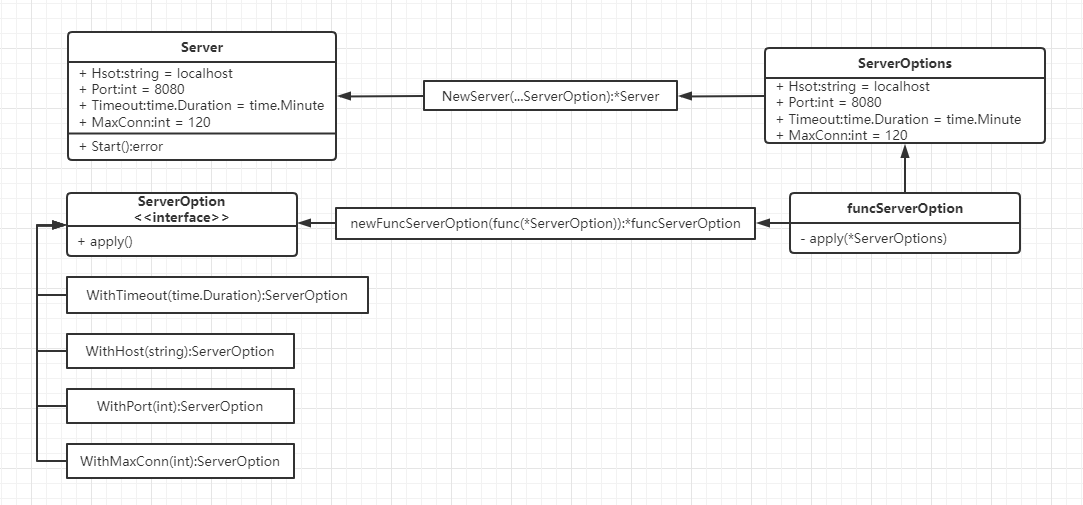 Server
+ Hsot:string = localhost
+ Port:int = 8080
+ Timeout:time.Duration = time.Minute
+ MaxConn:int = 120
+ Start():error
NewServer(...ServerOption):*Server
ServerOptions
+ Hsot:string = localhost
+ Port:int = 8080
+ Timeout:time.Duration = time.Minute
+ MaxConn:int = 120
ServerOption
<<interface>>
+ apply()
newFuncServerOption(func(*ServerOption)):*funcServerOption
funcServerOption
- apply(*ServerOptions)
WithTimeout(time.Duration):ServerOption
WithHost(string):ServerOption
WithPort(int):ServerOption
WithMaxConn(int):ServerOption